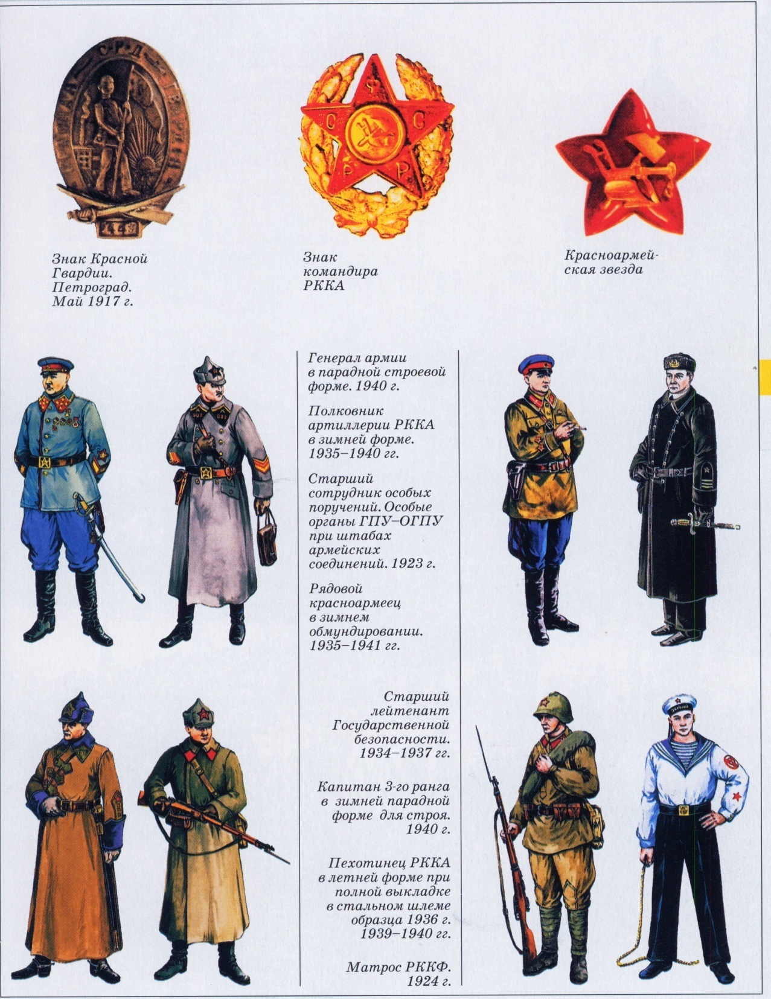 С·Р·Д
Ф
С
С
Р
Р
Знак Красной
Гвардии.
Петроград.
Май 1917 г.
Знак
командира
РККА
Красноармей-
ская звезда
Генерал армии
в парадной строевой
форме. 1940 г.
Полковник
артиллерии РККА
в зимней форме.
1935–1940 гг.
Старший
сотрудник особых
поручений. Особые
органы ГПУ–ОГПУ
при штабах
армейских
соединений. 1923 г.
Рядовой
красноармеец
в зимнем
обмундировании.
1935–1941 гг.
Старший
лейтенант
Государственной
безопасности.
1934–1937 гг.
Капитан 3-го ранга
в зимней парадной
форме для строя.
1940 г.
Пехотинец РККА
в летней форме при
полной выкладке
в стальном шлеме
образца 1936 г.
1939–1940 гг.
Матрос РККФ.
1924 г.